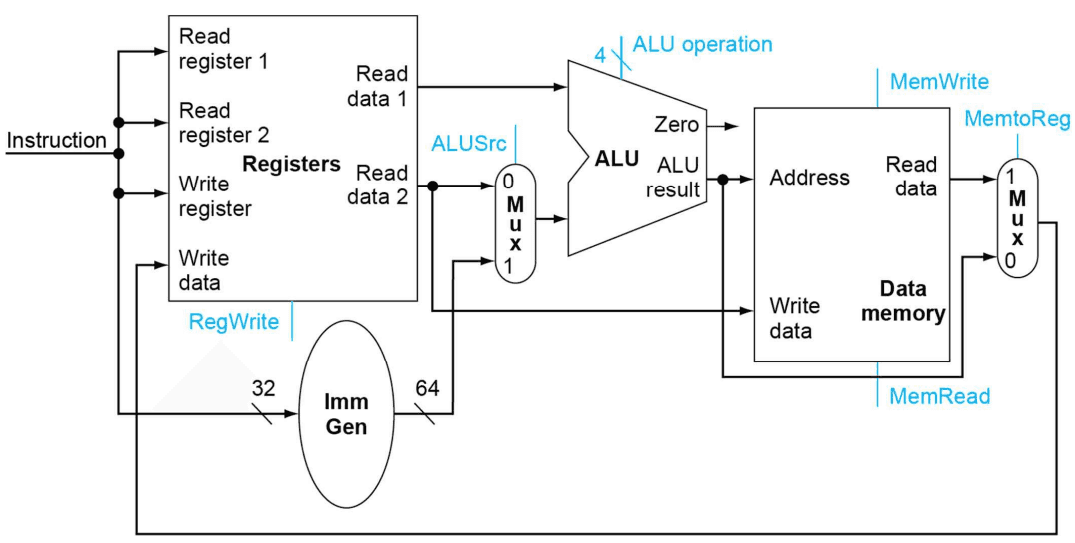 Instruction
Read
register 1
Read
register 2
Write
register
Write
data
Registers
Read
data 1
Read
data 2
RegWrite
32
Imm
Gen
64
ALUSrc
0
M
u
x
1
4
ALU operation
ALU
Zero
ALU
result
MemWrite
Address
Read
data
Write
data
Data
memory
MemRead
MemtoReg
1
M
u
x
0